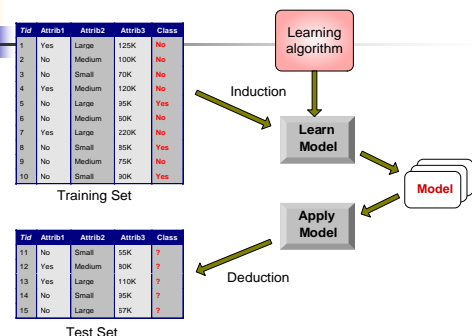 Tid Attrib1 Attrib2 Attrib3 Class
1 Yes Large 125K No
2 No Medium 100K No
3 No Small 70K No
4 Yes Medium 120K No
5 No Large 95K Yes
6 No Medium 60K No
7 Yes Large 220K No
8 No Small 85K Yes
9 No Medium 75K No
10 No Small 90K Yes
Training Set
Learning
algorithm
Induction
Learn
Model
Model
Apply
Model
Deduction
Tid Attrib1 Attrib2 Attrib3 Class
11 No Small 55K ?
12 Yes Medium 80K ?
13 Yes Large 110K ?
14 No Small 95K ?
15 No Large 67K ?
Test Set